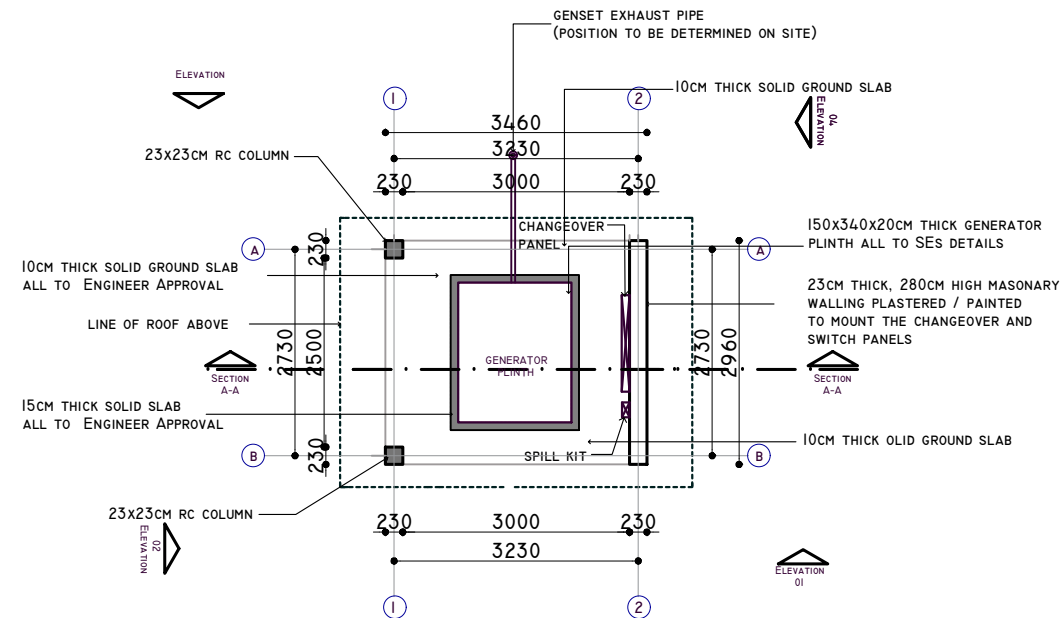 GENSET EXHAUST PIPE
(POSITION TO BE DETERMINED ON SITE)
ELEVATION
10CM THICK SOLID GROUND SLAB
1
2
04
ELEVATION
3460
3230
230
3000
230
23x23CM RC COLUMN
CHANGEOVER
PANEL
150x340x20CM THICK GENERATOR
PLINTH ALL TO SEs DETAILS
A
A
230
10CM THICK SOLID GROUND SLAB
ALL TO ENGINEER APPROVAL
23CM THICK, 280CM HIGH MASONARY
WALLING PLASTERED / PAINTED
TO MOUNT THE CHANGEOVER AND
SWITCH PANELS
LINE OF ROOF ABOVE
2730
2500
2730
2960
GENERATOR
PLINTH
SECTION
A-A
SECTION
A-A
15CM THICK SOLID SLAB
ALL TO ENGINEER APPROVAL
10CM THICK OLID GROUND SLAB
230
B
SPILL KIT
B
23x23CM RC COLUMN
230
3000
230
3230
02
ELEVATION
ELEVATION
01
1
2